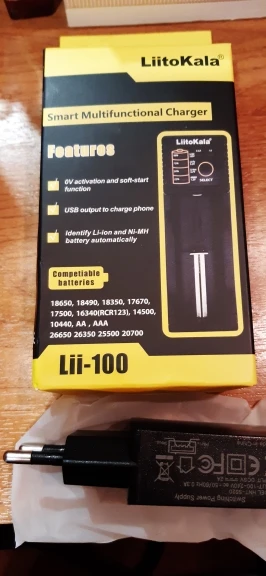 LiitoKala®
Smart Multifunctional Charger
Features
0V activation and soft-start
function
USB output to charge phone
Identify Li-ion and Ni-MH
battery automatically
Competiable
batteries
18650, 18490, 18350, 17670,
17500, 16340(RCR123), 14500,
10440, AA , AAA
26650 26350 25500 20700
LiitoKala
SELECT
Lii-100
Switching Power Supply